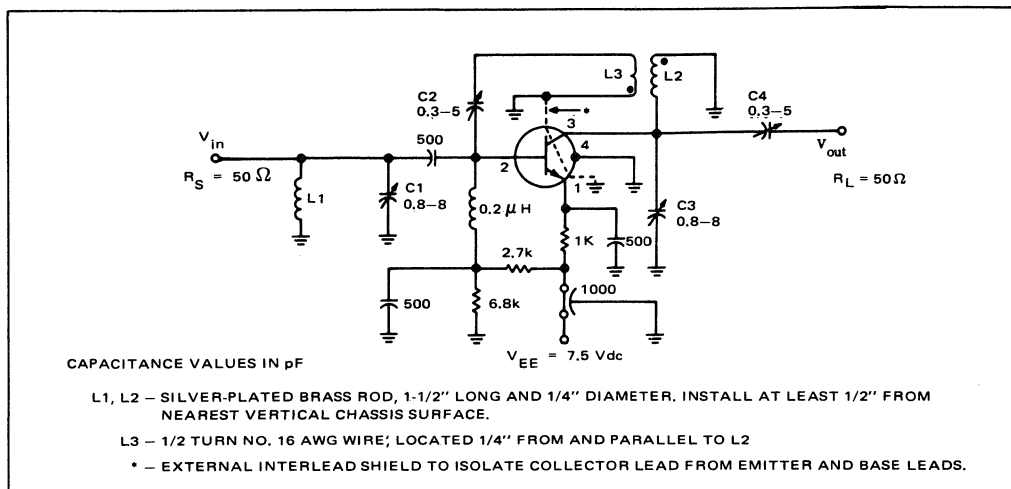 L3
L2
C2
0.3–5
*
C4
0.3–5
3
4
500
V in
2
1
V out
R S = 50 Ω
L1
C1
0.8–8
0.2 μH
R L = 50Ω
C3
0.8–8
1K
500
2.7k
1000
500
6.8k
V EE = 7.5 Vdc
CAPACITANCE VALUES IN pF
L1, L2 – SILVER-PLATED BRASS ROD, 1-1/2" LONG AND 1/4" DIAMETER. INSTALL AT LEAST 1/2" FROM
NEAREST VERTICAL CHASSIS SURFACE.
L3 – 1/2 TURN NO. 16 AWG WIRE; LOCATED 1/4" FROM AND PARALLEL TO L2
* – EXTERNAL INTERLEAD SHIELD TO ISOLATE COLLECTOR LEAD FROM EMITTER AND BASE LEADS.